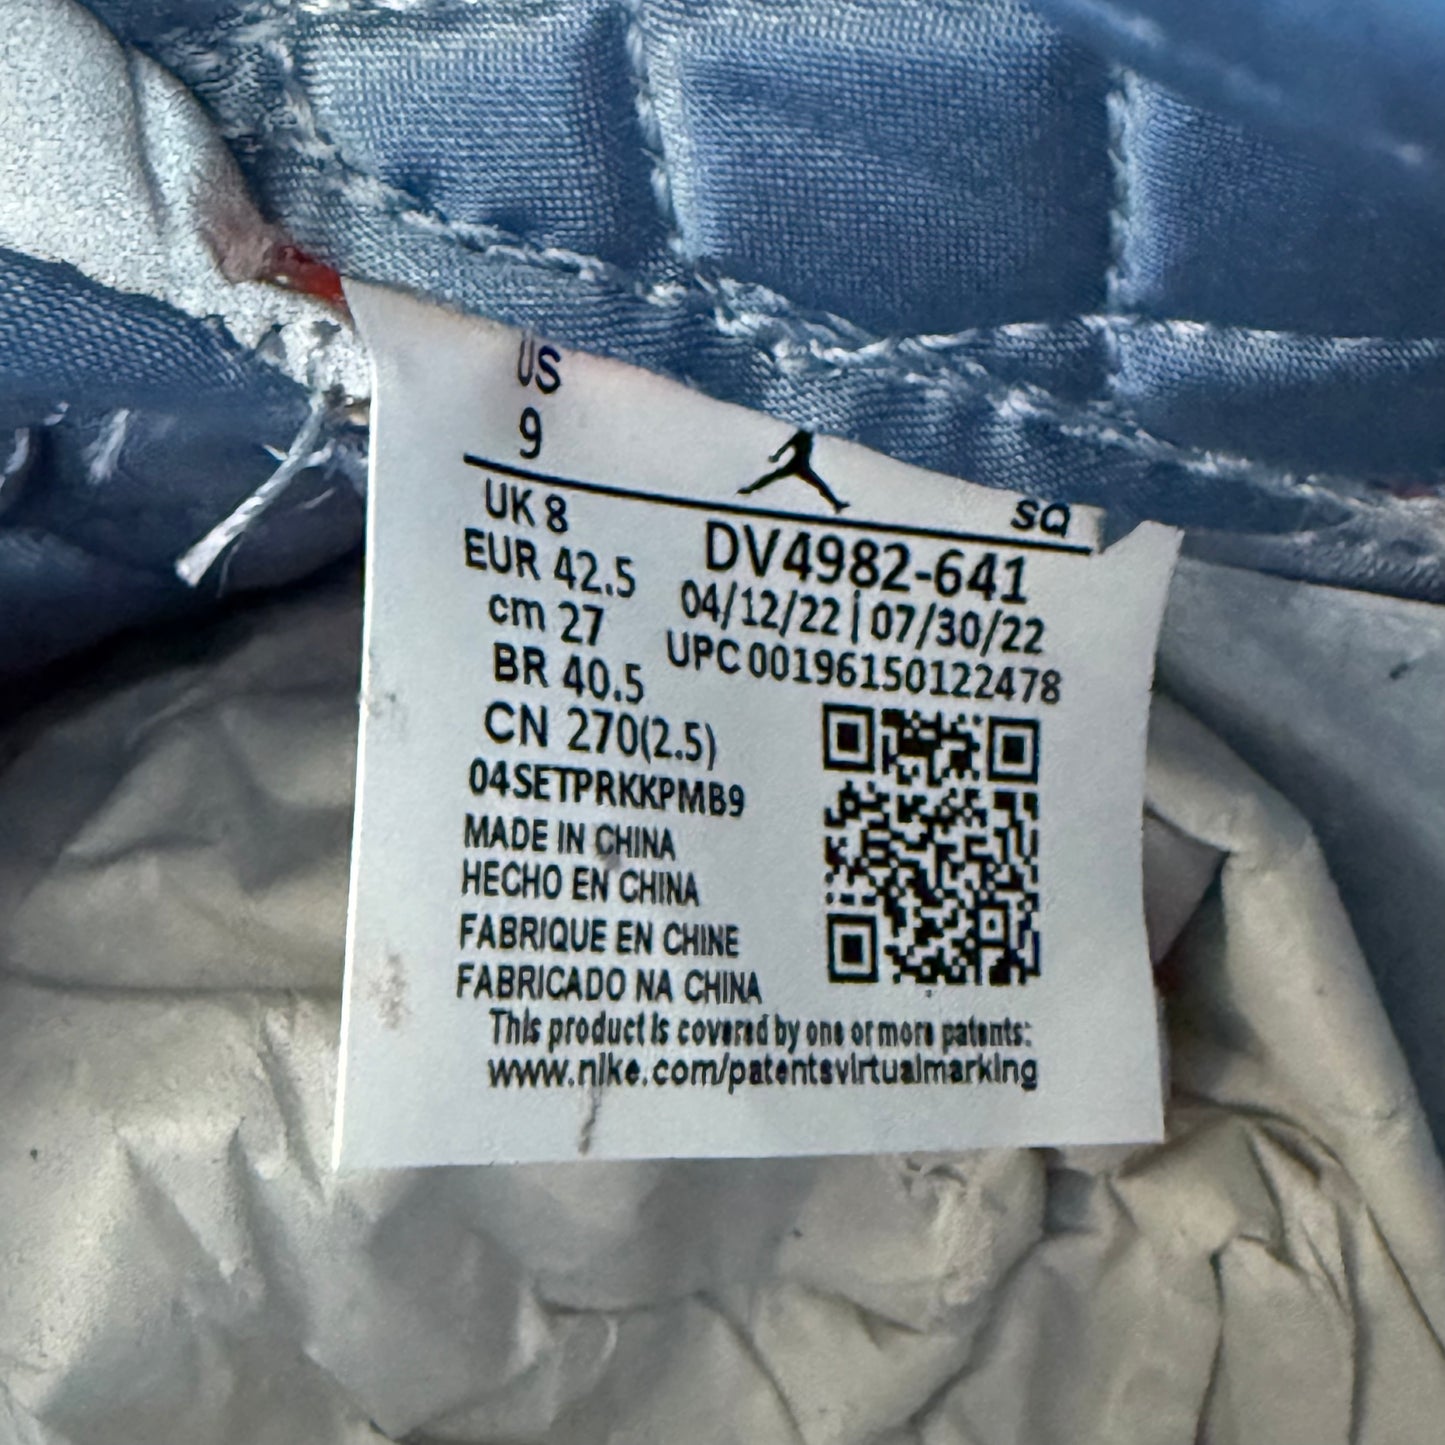 US
9
SQ
UK 8
DV4982-641
EUR 42.5
04/12/22 | 07/30/22
cm 27
UPC 00196150122478
BR 40.5
CN 270(2.5)
04SETPRKKPMB9
MADE IN CHINA
HECHO EN CHINA
FABRIQUE EN CHINE
FABRICADO NA CHINA
This product is covered by one or more patents:
www.nike.com/patentsvirtualmarking